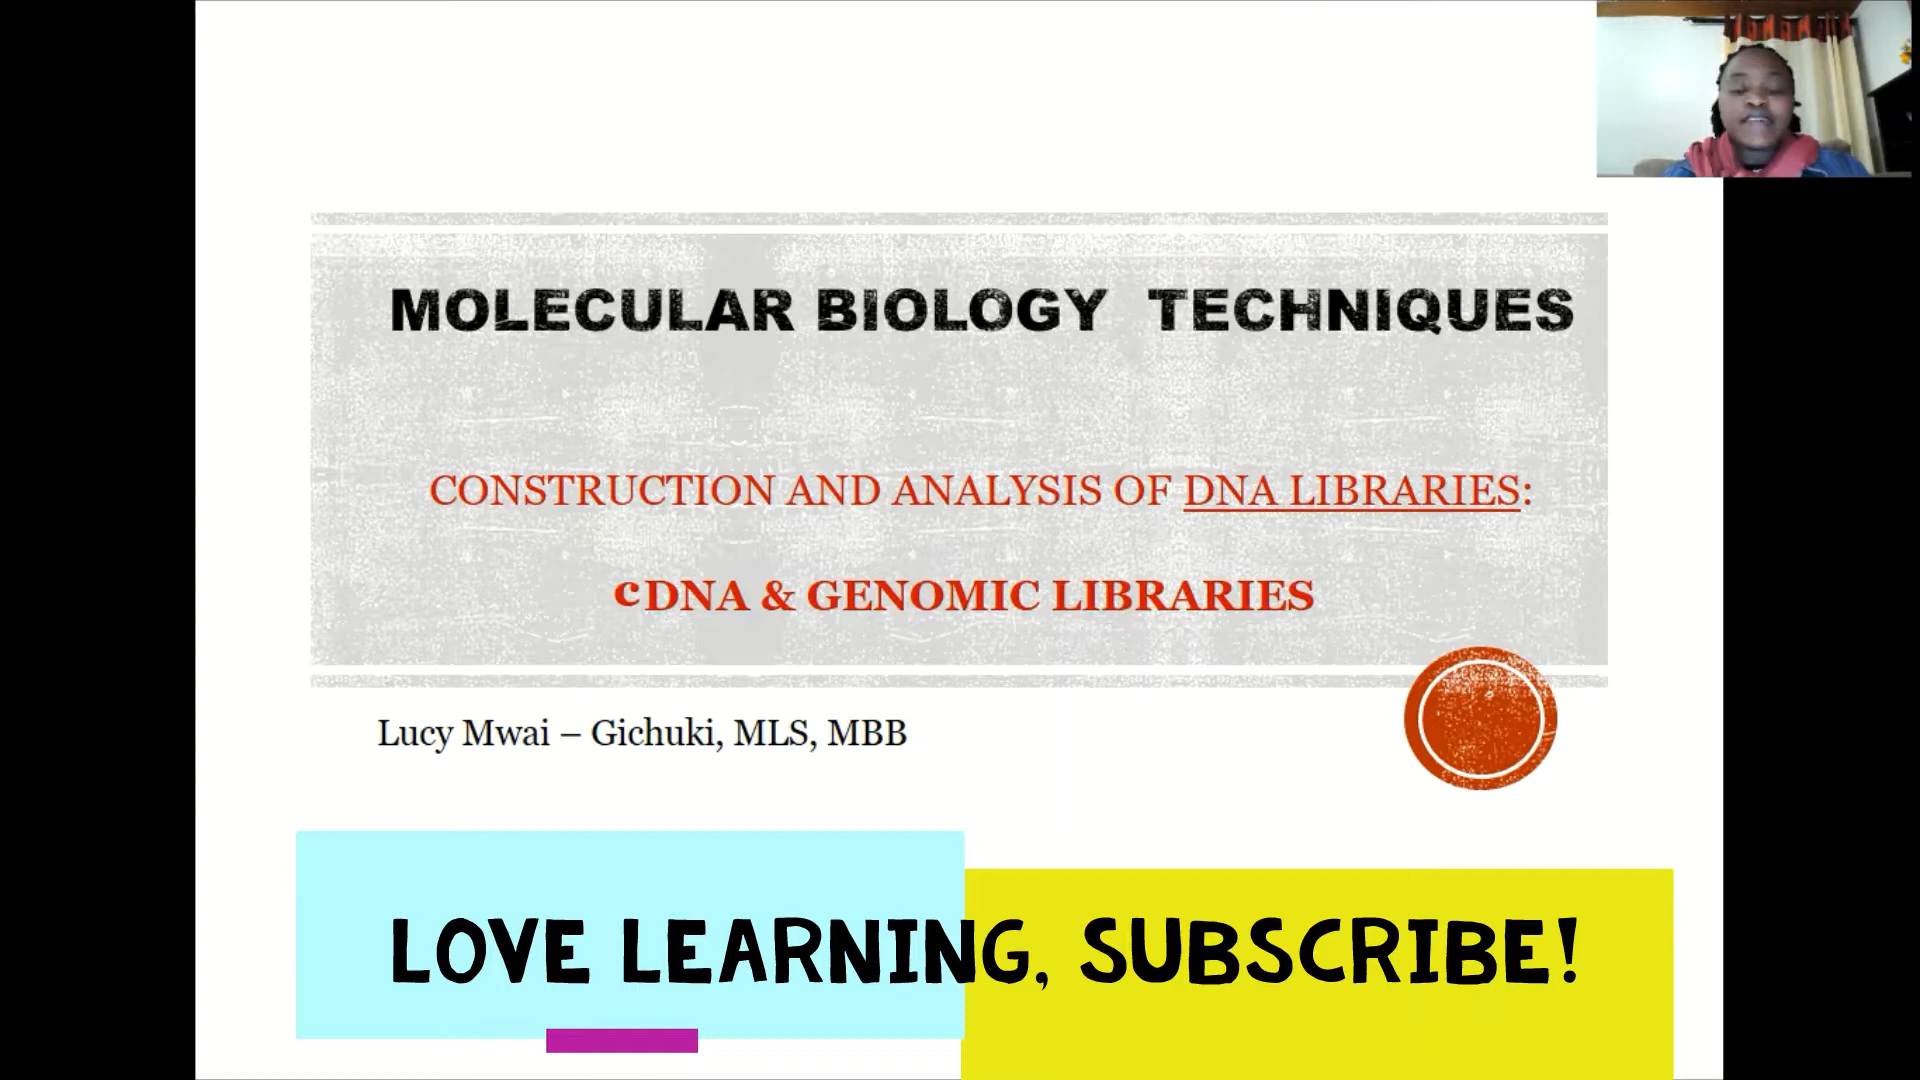 MOLECULAR BIOLOGY TECHNIQUES
CONSTRUCTION AND ANALYSIS OF DNA LIBRARIES:
cDNA & GENOMIC LIBRARIES
Lucy Mwai – Gichuki, MLS, MBB
LOVE LEARNING, SUBSCRIBE!